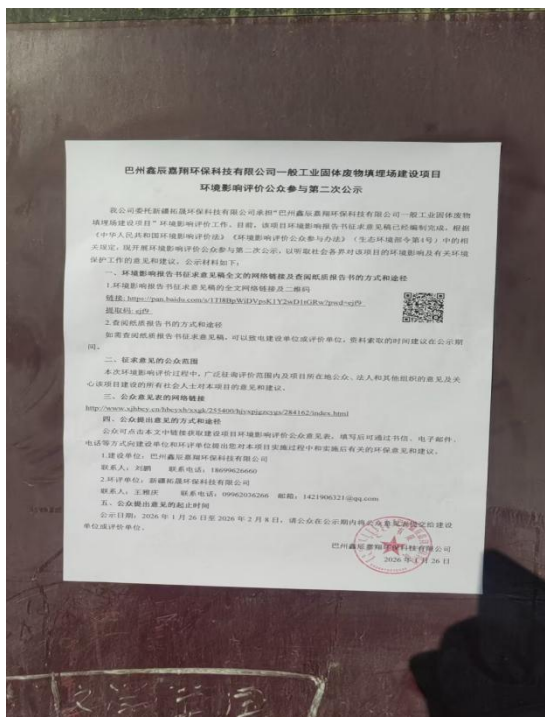 巴州鑫辰嘉翔环保科技有限公司一般工业固体废物填埋场建设项目
环境影响评价公众参与第二次公示
我公司委托新疆拓晟环保科技有限公司承担“巴州鑫辰嘉翔环保科技有限公司一般工业固体废物
填埋场建设项目”环境影响评价工作。目前，该项目环境影响报告书征求意见稿已经编制完成。根据
《中华人民共和国环境影响评价法》《环境影响评价公众参与办法》（生态环境部令第4号）中的相
关规定，现开展环境影响评价公众参与第二次公示，以听取社会各界对该项目的环境影响及有关环境
保护工作的意见和建议。公示材料如下：
一、环境影响报告书征求意见稿全文的网络链接及查阅纸质报告书的方式和途径
1.环境影响报告书征求意见稿的全文网络链接及二维码
链接: https://pan.baidu.com/s/1TI8BpWiDVpsK1Y2wD1tGRw?pwd=ejf9
提取码: ejf9
2.查阅纸质报告书的方式和途径
如需查阅纸质报告书征求意见稿，可以致电建设单位或评价单位，资料索取的时间建议在公示期
间。
二、征求意见的公众范围
本次环境影响评价过程中，广泛征询评价范围内及项目所在地公众、法人和其他组织的意见及关
心该项目建设的所有社会人士对本项目的意见和建议。
三、公众意见表的网络链接
http://www.xjhbcy.cn/hbcyxh/xxgk/255400/hjyxpjgzcygs/284162/index.html
四、公众提出意见的方式和途径
公众可点击本文中链接获取建设项目环境影响评价公众意见表，填写后可通过书信、电子邮件、
电话等方式向建设单位和环评单位提出您对本项目实施过程中和实施后有关的环保意见和建议。
1.建设单位：巴州鑫辰嘉翔环保科技有限公司
联系人：刘鹏 联系电话：18699626660
2.环评单位：新疆拓晟环保科技有限公司
联系人：王雅庆 联系电话：09962036266 邮箱：1421906321@qq.com
五、公众提出意见的起止时间
公示日期：2026 年 1 月 26 日至 2026 年 2 月 8 日。请公众在公示期内将公众意见表提交给建设
单位或评价单位。
巴州鑫辰嘉翔环保科技有限公司
2026 年 1 月 26 日